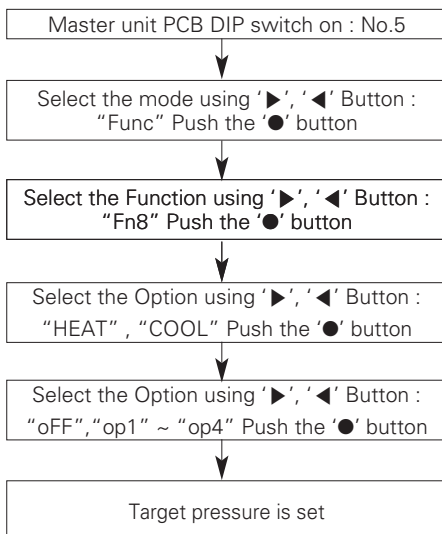 Master unit PCB DIP switch on : No.5
Select the mode using ‘▶’, ‘◀’ Button :
“Func” Push the ‘●’ button
Select the Function using ‘▶’, ‘◀’ Button :
“Fn8” Push the ‘●’ button
Select the Option using ‘▶’, ‘◀’ Button :
“HEAT” , “COOL” Push the ‘●’ button
Select the Option using ‘▶’, ‘◀’ Button :
“oFF”,“op1” ~ “op4” Push the ‘●’ button
Target pressure is set